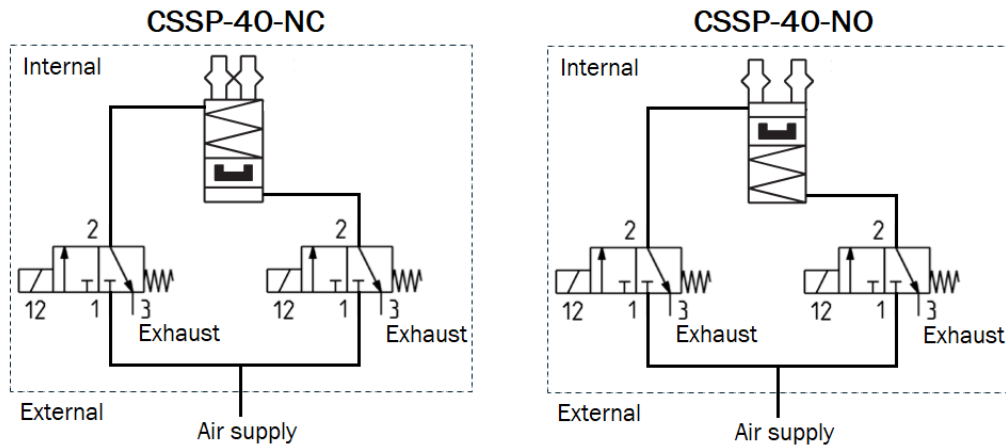 CSSP-40-NC
Internal
2
2
12
1
3
Exhaust
12
1
3
Exhaust
External
Air supply
CSSP-40-NO
Internal
2
2
12
1
3
Exhaust
12
1
3
Exhaust
External
Air supply